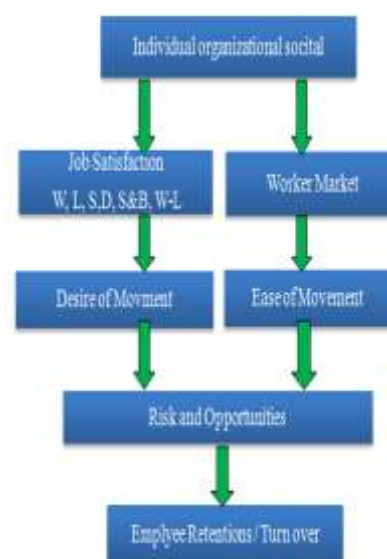 Individual organizational socital
Job Satisfaction
W, L, S,D, S&B, W-L
Worker Market
Desire of Movment
Ease of Movement
Risk and Opportunities
Emplyee Retentions / Turn over